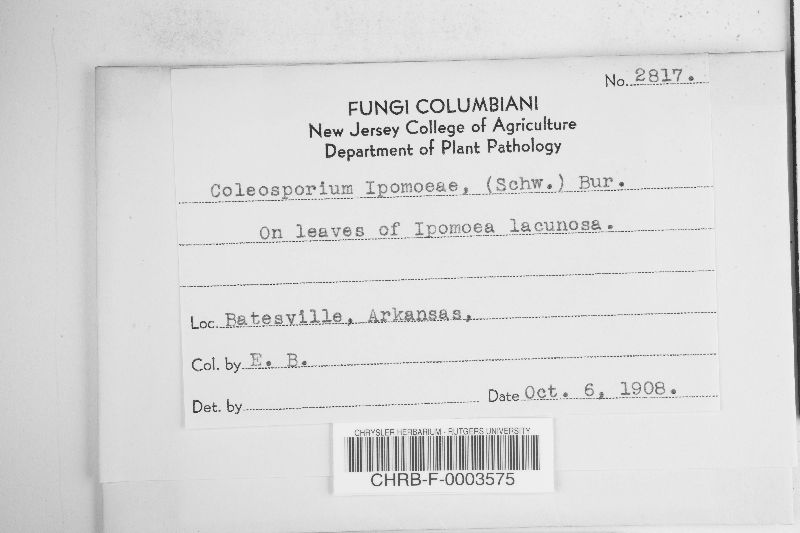 No. 2817.
FUNGI COLUMBIANI
New Jersey College of Agriculture
Department of Plant Pathology
Coleosporium Ipomoeae, (Schw.) Bur.
On leaves of Ipomoea lacunosa.
Loc. Batesville, Arkansas,
Col. by E. B.
Det. by
Date Oct. 6, 1908.
CHRYSLER HERBARIUM - RUTGERS UNIVERSITY
CHRB-F-0003575